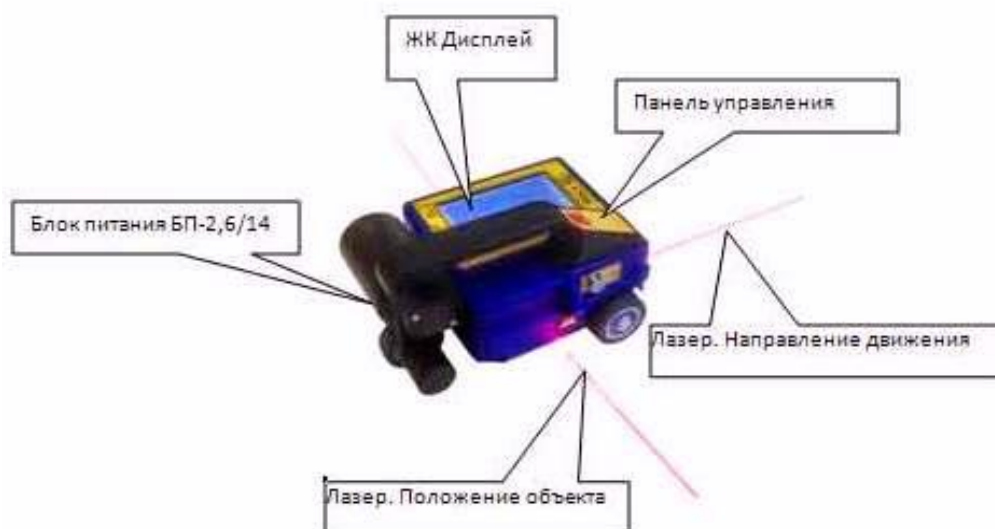 ЖК Дисплей
Панель управления
Блок питания БП-2,6/14
Лазер. Направление движения
Лазер. Положение объекта